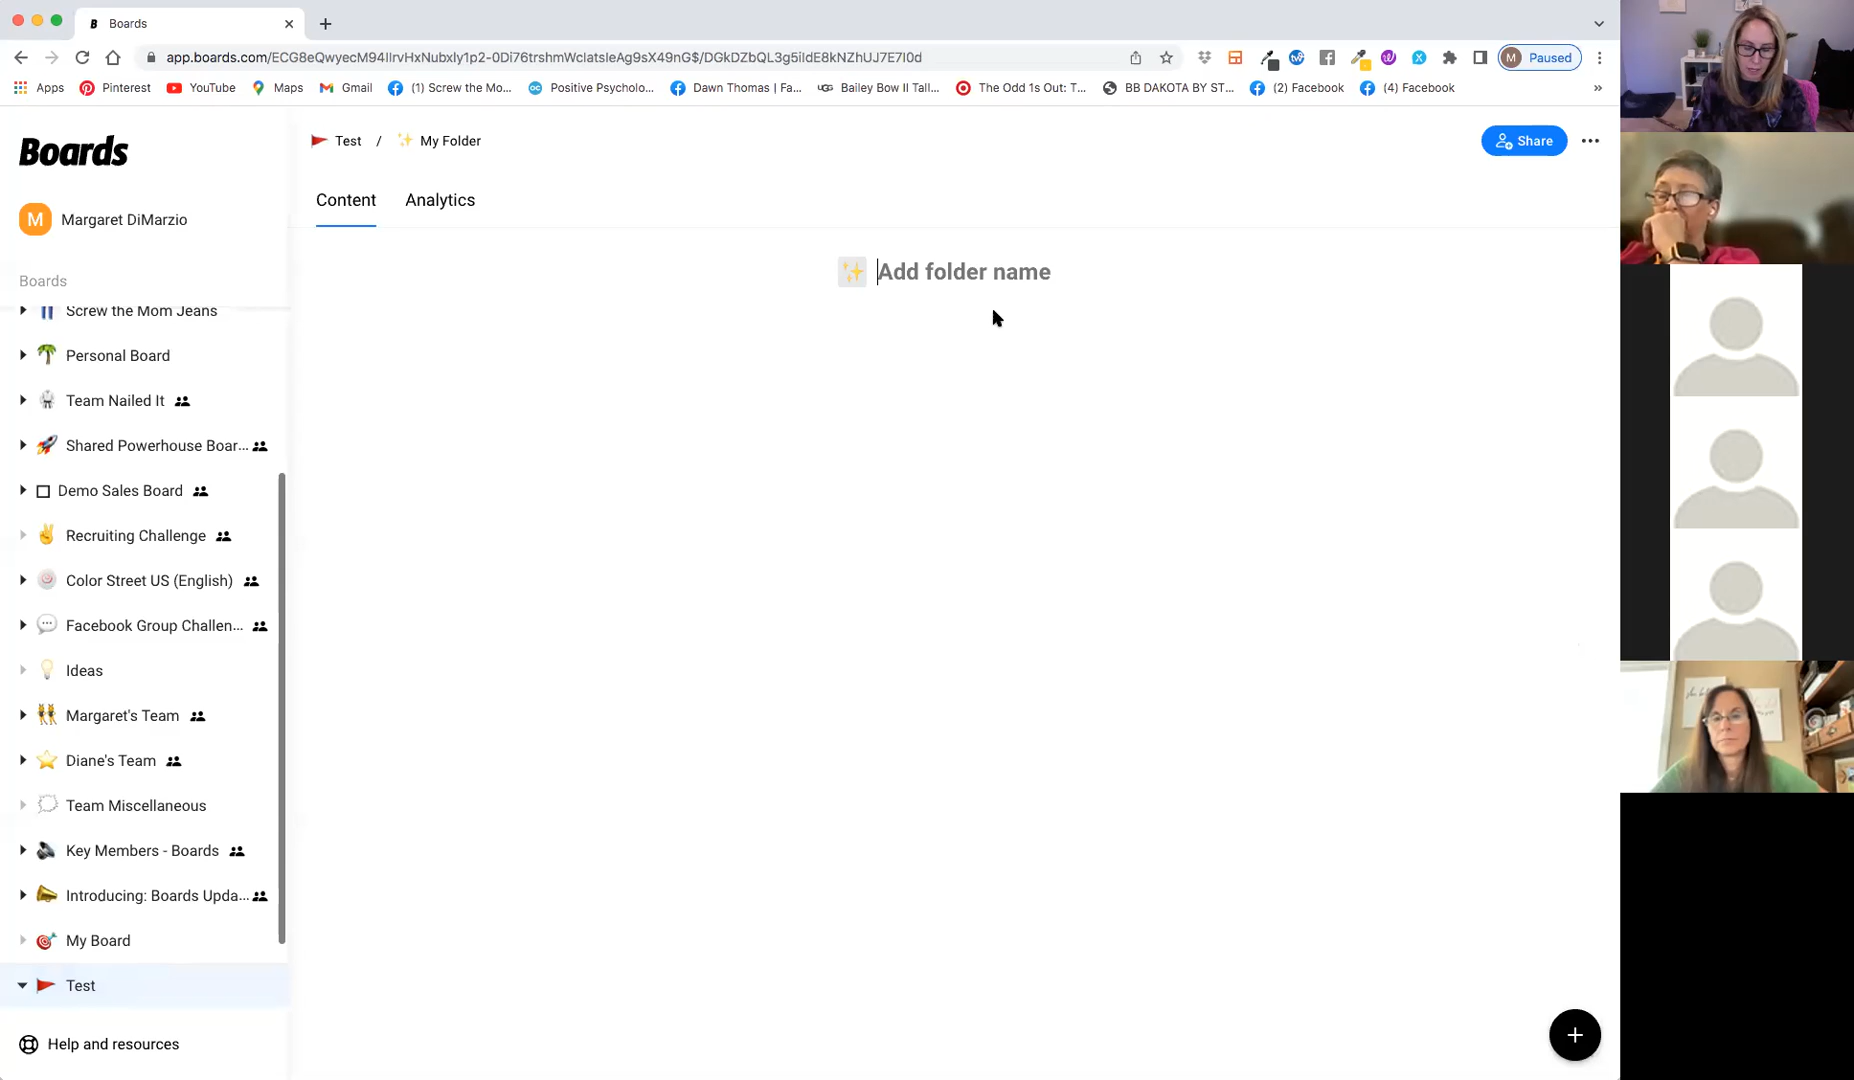 B Boards
app.boards.com/ECG8eQwyecM94IIrvHxNubxly1p2-0Di76trshmWcIatsIeAg9sX49nG$/DGkDZbQL3g5iIdE8kNZhUJ7E7I0d
M Paused
Apps
Pinterest
YouTube
Maps
Gmail
(1) Screw the Mo...
Positive Psycholo...
Dawn Thomas | Fa...
Bailey Bow II Tall...
The Odd 1s Out: T...
BB DAKOTA BY ST...
(2) Facebook
(4) Facebook
»
Boards
M Margaret DiMarzio
Boards
Screw the Mom Jeans
Personal Board
Team Nailed It
Shared Powerhouse Boar...
Demo Sales Board
Recruiting Challenge
Color Street US (English)
Facebook Group Challen...
Ideas
Margaret's Team
Diane's Team
Team Miscellaneous
Key Members - Boards
Introducing: Boards Upda...
My Board
Test
Help and resources
Test / My Folder
Share
Content Analytics
Add folder name